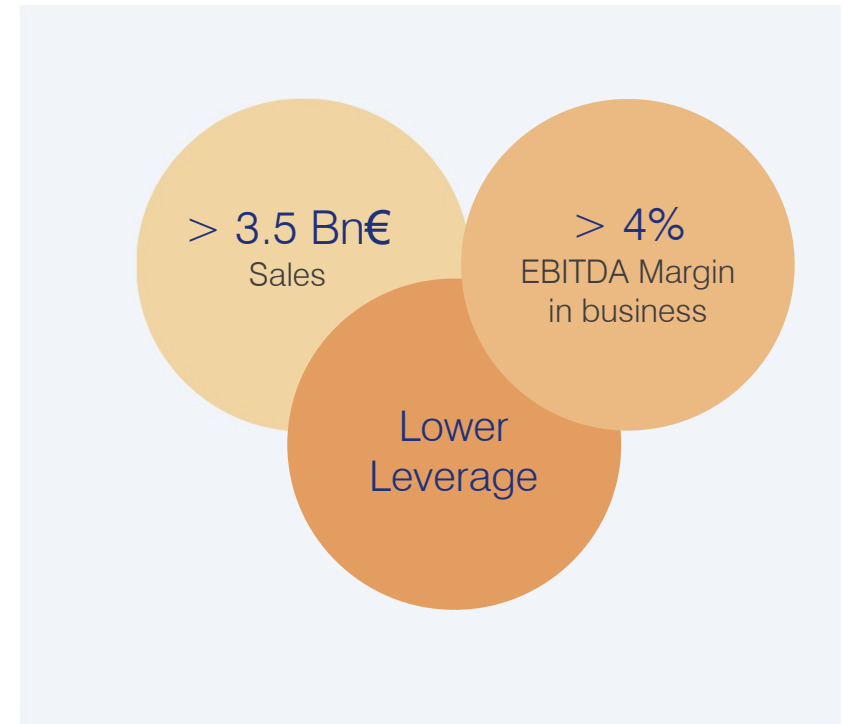 > 3.5 Bn€
Sales
> 4%
EBITDA Margin
in business
Lower
Leverage